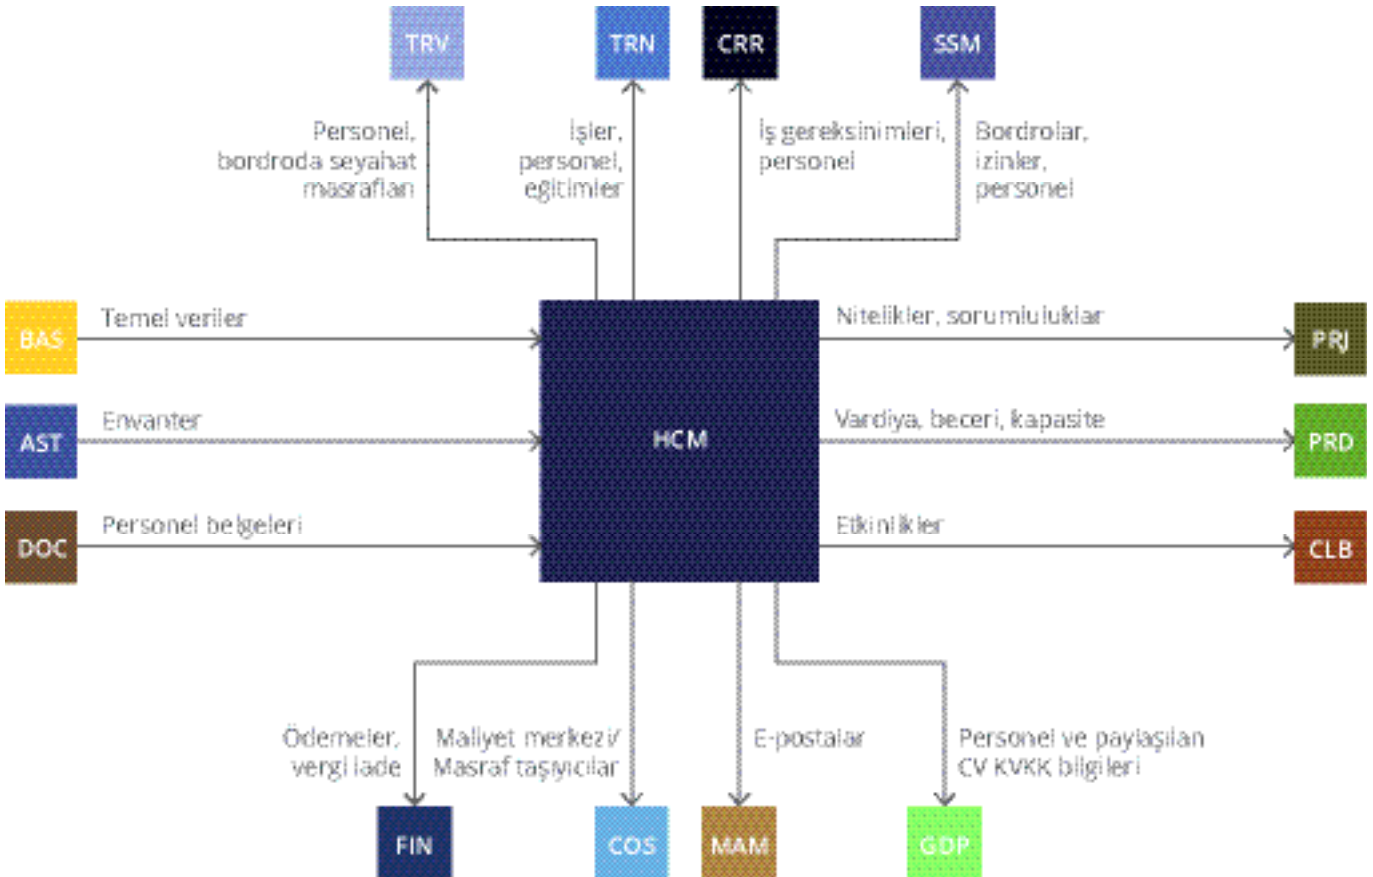 TRV
TRN
CRR
SSM
Personel,
bordroda seyahat
masrafları
İşler,
personel,
eğitimler
İş gereksinimleri,
personel
Bordrolar,
izinler,
personel
BAS
Temel veriler
Nitelikler, sorumluluklar
PRJ
AST
Envanter
HCM
Vardiya, beceri, kapasite
PRD
DOC
Personel belgeleri
Etkinlikler
CLB
Ödemeler,
vergi iade
Maliyet merkezi/
Masraf taşıyıcılar
E-postalar
Personel ve paylaşılan
CV KVKK bilgileri
FIN
COS
MAM
GDP